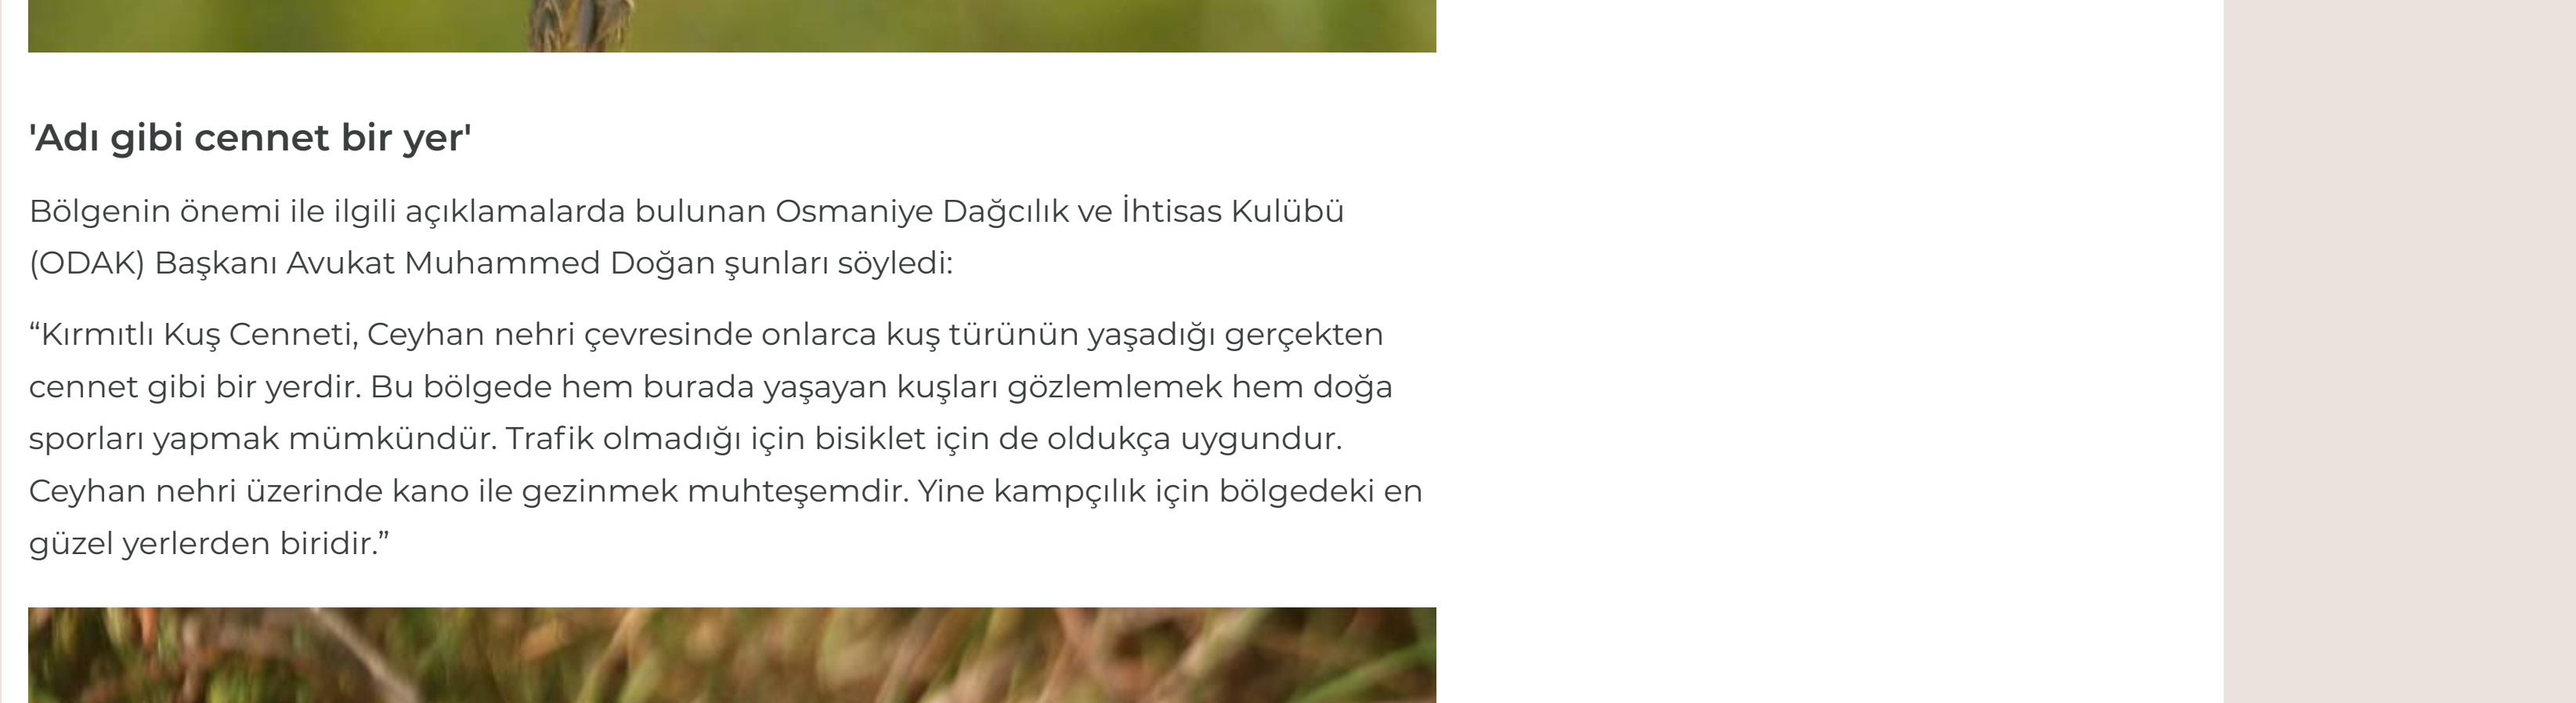 'Adı gibi cennet bir yer'
Bölgenin önemi ile ilgili açıklamalarda bulunan Osmaniye Dağcılık ve İhtisas Kulübü
(ODAK) Başkanı Avukat Muhammed Doğan şunları söyledi:
“Kırmıtlı Kuş Cenneti, Ceyhan nehri çevresinde onlarca kuş türünün yaşadığı gerçekten
cennet gibi bir yerdir. Bu bölgede hem burada yaşayan kuşları gözlemlemek hem doğa
sporları yapmak mümkündür. Trafik olmadığı için bisiklet için de oldukça uygundur.
Ceyhan nehri üzerinde kano ile gezinmek muhteşemdir. Yine kampçılık için bölgedeki en
güzel yerlerden biridir.”